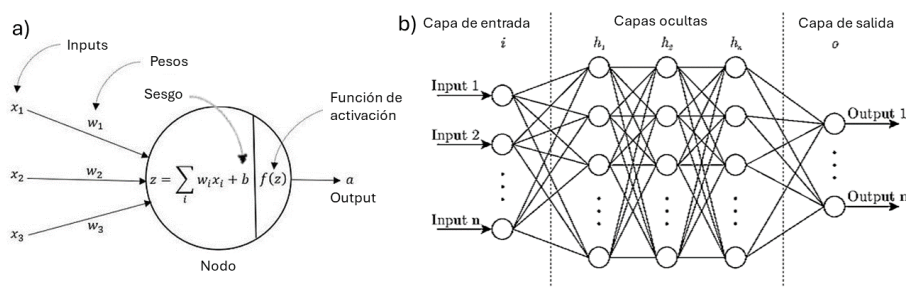 a)
Inputs
Pesos
Sesgo
Función de
activación
x₁
w₁
x₂
w₂
x₃
w₃
z = ∑ᵢ wᵢxᵢ + b
f(z)
a
Output
Nodo
b)
Capa de entrada
Capas ocultas
Capa de salida
i
h₁
h₂
hₙ
o
Input 1
Input 2
Input n
Output 1
Output n